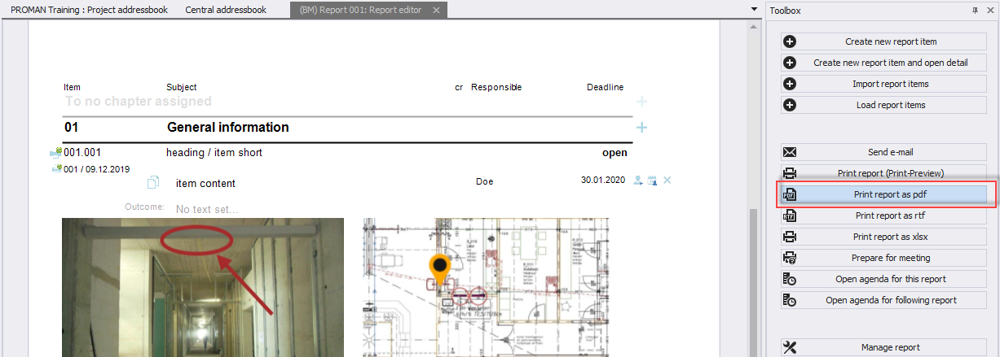 PROMAN Training : Project addressbook
Central addressbook
(BM) Report 001: Report editor
Toolbox
Item Subject cr Responsible Deadline
To no chapter assigned
01 General information
001.001 heading / item short open
001 / 09.12.2019
item content Doe 30.01.2020
Outcome: No text set...
Create new report item
Create new report item and open detail
Import report items
Load report items
Send e-mail
Print report (Print-Preview)
PDF Print report as pdf
RTF Print report as rtf
Print report as xlsx
Prepare for meeting
Open agenda for this report
Open agenda for following report
Manage report